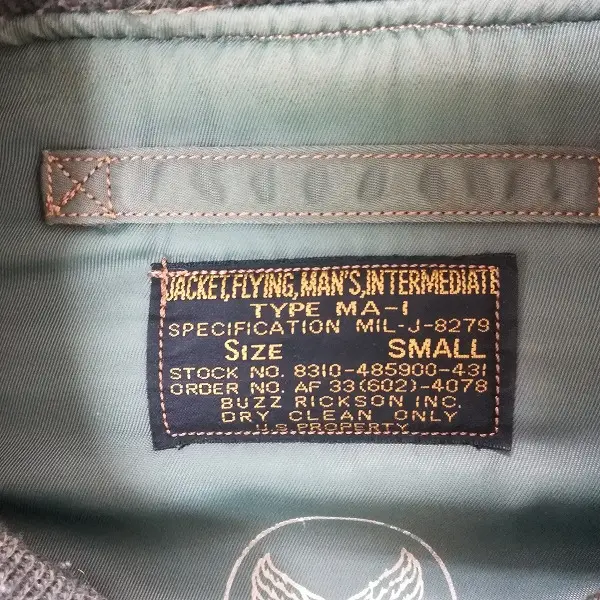 JACKET,FLYING,MAN'S,INTERMEDIATE
TYPE MA-1
SPECIFICATION MIL-J-8279
SIZE SMALL
STOCK NO. 8310-485900-431
ORDER NO. AF 33(602)-4078
BUZZ RICKSON INC.
DRY CLEAN ONLY
U.S. PROPERTY